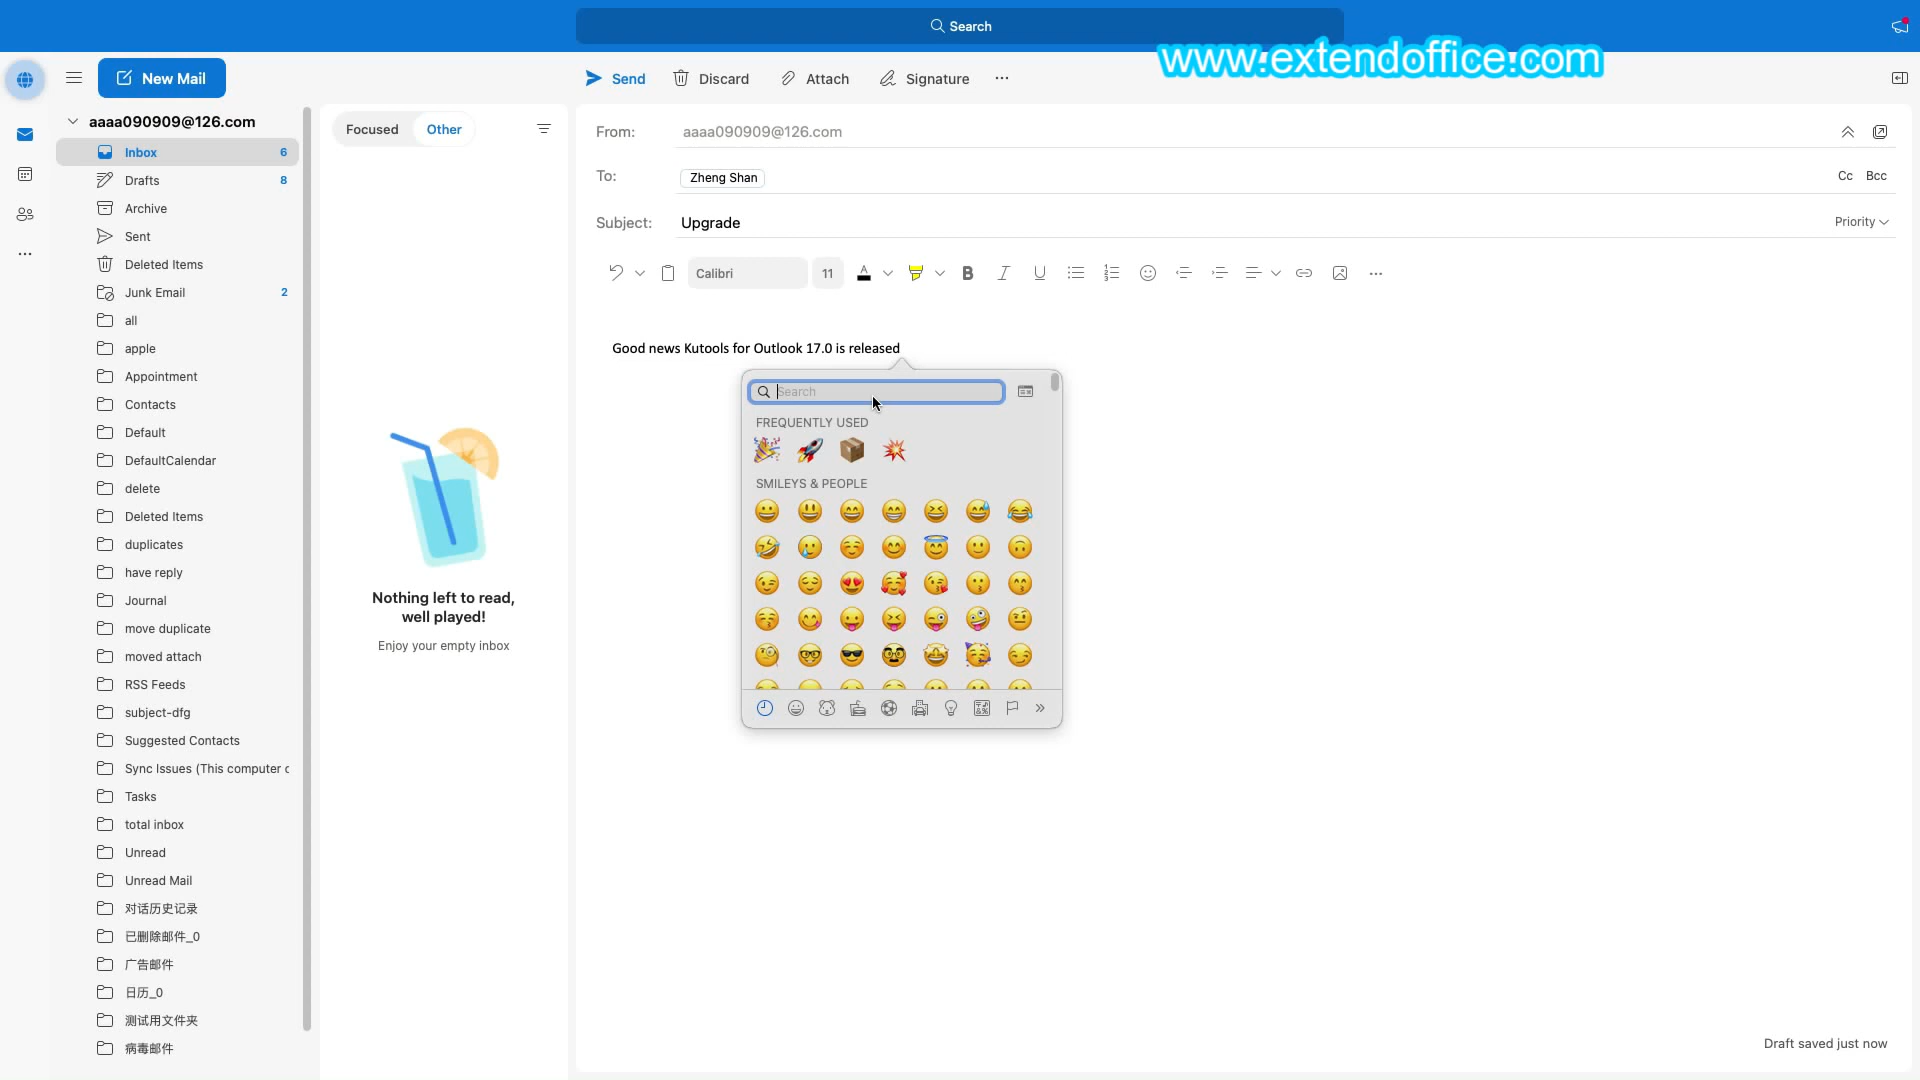 Search
www.extendoffice.com
New Mail
Send
Discard
Attach
Signature
aaaa090909@126.com
Inbox 6
Drafts 8
Archive
Sent
Deleted Items
Junk Email 2
all
apple
Appointment
Contacts
Default
DefaultCalendar
delete
Deleted Items
duplicates
have reply
Journal
move duplicate
moved attach
RSS Feeds
subject-dfg
Suggested Contacts
Sync Issues (This computer
Tasks
total inbox
Unread
Unread Mail
对话历史记录
已删除邮件_0
广告邮件
日历_0
测试用文件夹
病毒邮件
Focused Other
Nothing left to read,
well played!
Enjoy your empty inbox
From: aaaa090909@126.com
To: Zheng Shan Cc Bcc
Subject: Upgrade Priority
Calibri 11
Good news Kutools for Outlook 17.0 is released
Search
FREQUENTLY USED
SMILEYS & PEOPLE
Draft saved just now